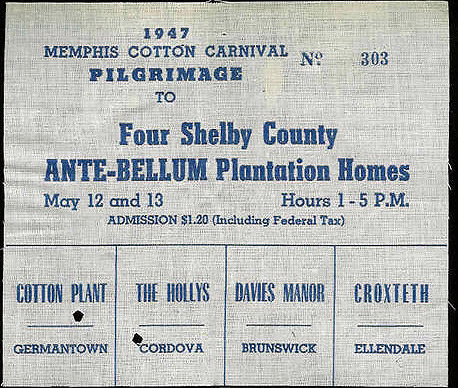 1947
MEMPHIS COTTON CARNIVAL
Nº 303
PILGRIMAGE
TO
Four Shelby County
ANTE-BELLUM Plantation Homes
May 12 and 13 Hours 1-5 P.M.
ADMISSION $1.20 (Including Federal Tax)
COTTON PLANT
GERMANTOWN
THE HOLLYS
CORDOVA
DAVIES MANOR
BRUNSWICK
CROXTETH
ELLENDALE